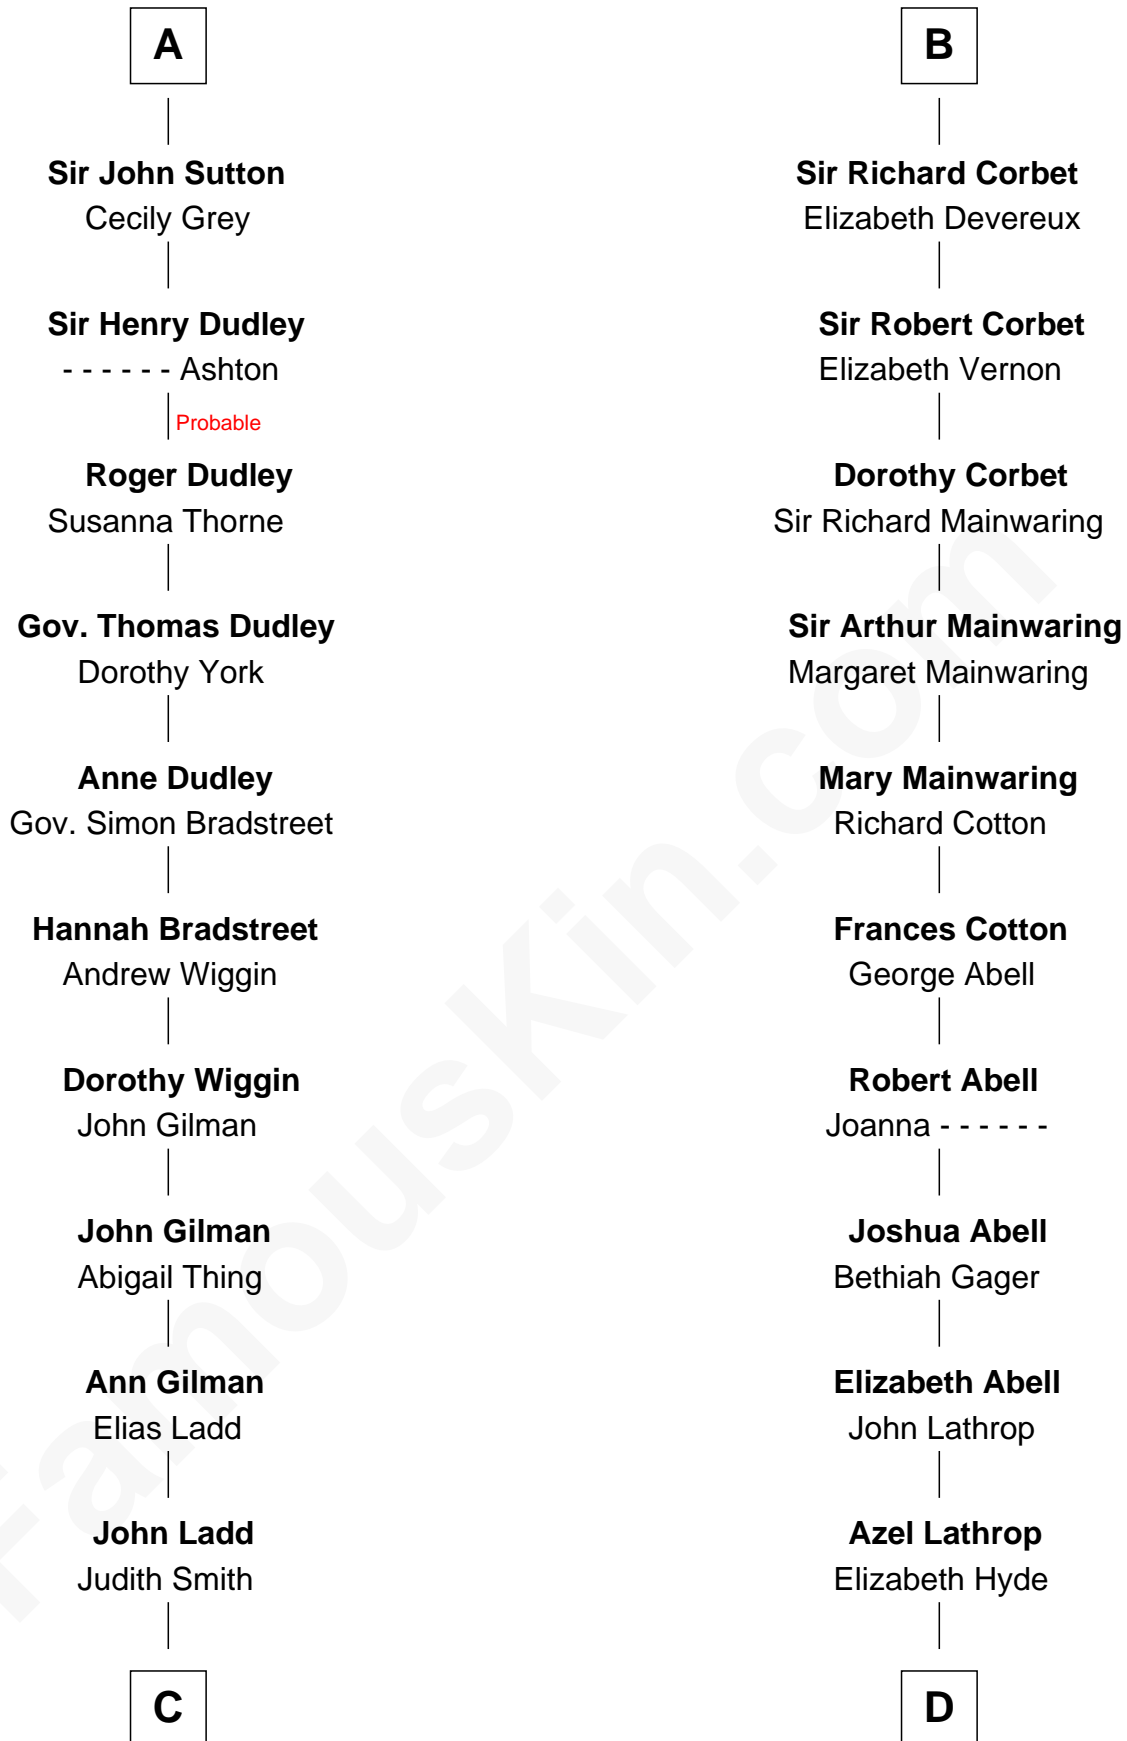 A
Sir John Sutton
Cecily Grey
Sir Henry Dudley
- - - - - - Ashton
Probable
Roger Dudley
Susanna Thorne
Gov. Thomas Dudley
Dorothy York
Anne Dudley
Gov. Simon Bradstreet
Hannah Bradstreet
Andrew Wiggin
Dorothy Wiggin
John Gilman
John Gilman
Abigail Thing
Ann Gilman
Elias Ladd
John Ladd
Judith Smith
C
B
Sir Richard Corbet
Elizabeth Devereux
Sir Robert Corbet
Elizabeth Vernon
Dorothy Corbet
Sir Richard Mainwaring
Sir Arthur Mainwaring
Margaret Mainwaring
Mary Mainwaring
Richard Cotton
Frances Cotton
George Abell
Robert Abell
Joanna - - - - - -
Joshua Abell
Bethiah Gager
Elizabeth Abell
John Lathrop
Azel Lathrop
Elizabeth Hyde
D
FamousKin.com